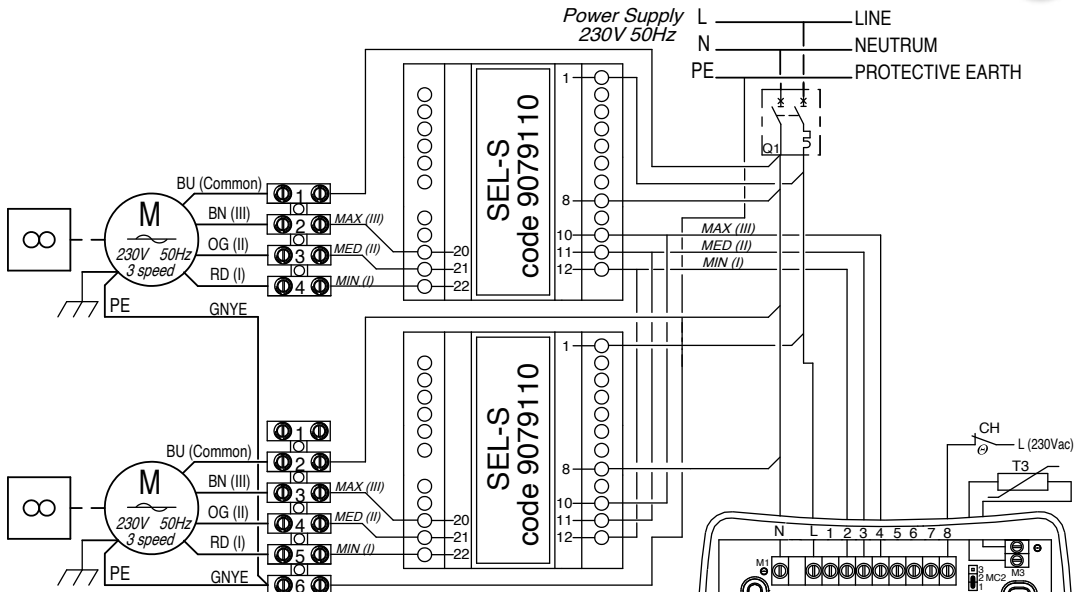 Power Supply
230V 50Hz
L
LINE
N
NEUTRUM
PE
PROTECTIVE EARTH
Q1
SEL-S
code 9079110
1
8
10
11
12
20
21
22
MAX (III)
MED (II)
MIN (I)
M
230V 50Hz
3 speed
BU (Common)
BN (III)
OG (II)
RD (I)
PE
GNYE
1
2
3
4
MAX (III)
MED (II)
MIN (I)
SEL-S
code 9079110
1
8
10
11
12
20
21
22
M
230V 50Hz
3 speed
BU (Common)
BN (III)
OG (II)
RD (I)
PE
GNYE
1
2
3
4
5
6
MAX (III)
MED (II)
MIN (I)
CH
L (230Vac)
T3
N L 1 2 3 4 5 6 7 8
M1
3
2
1
MC2
M3